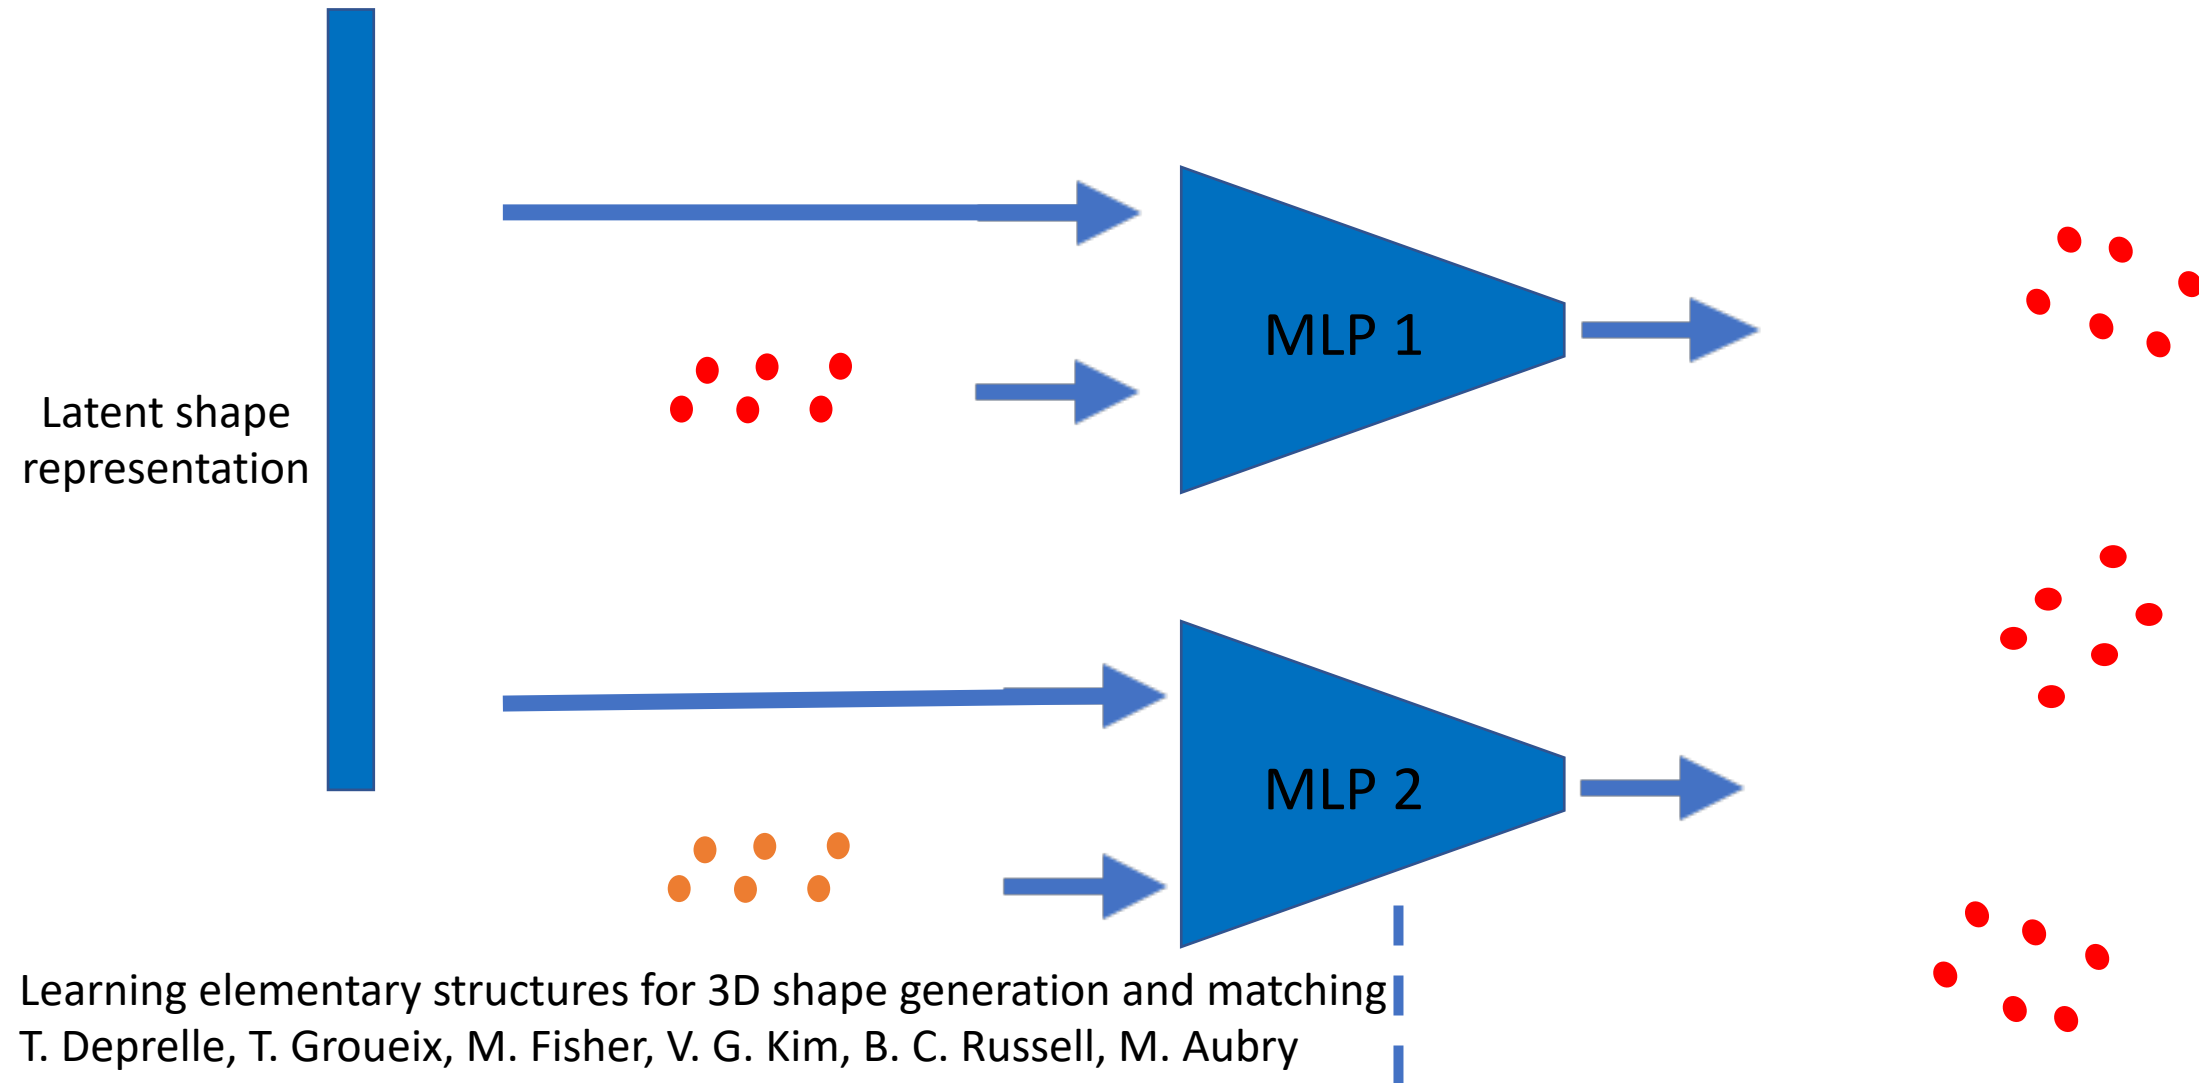 MLP 1
Latent shape
representation
MLP 2
Learning elementary structures for 3D shape generation and matching
T. Deprelle, T. Groueix, M. Fisher, V. G. Kim, B. C. Russell, M. Aubry